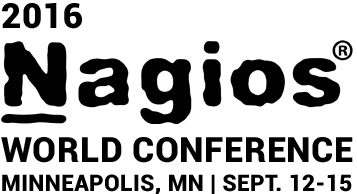 2016
Nagios®
WORLD CONFERENCE
MINNEAPOLIS, MN | SEPT. 12-15